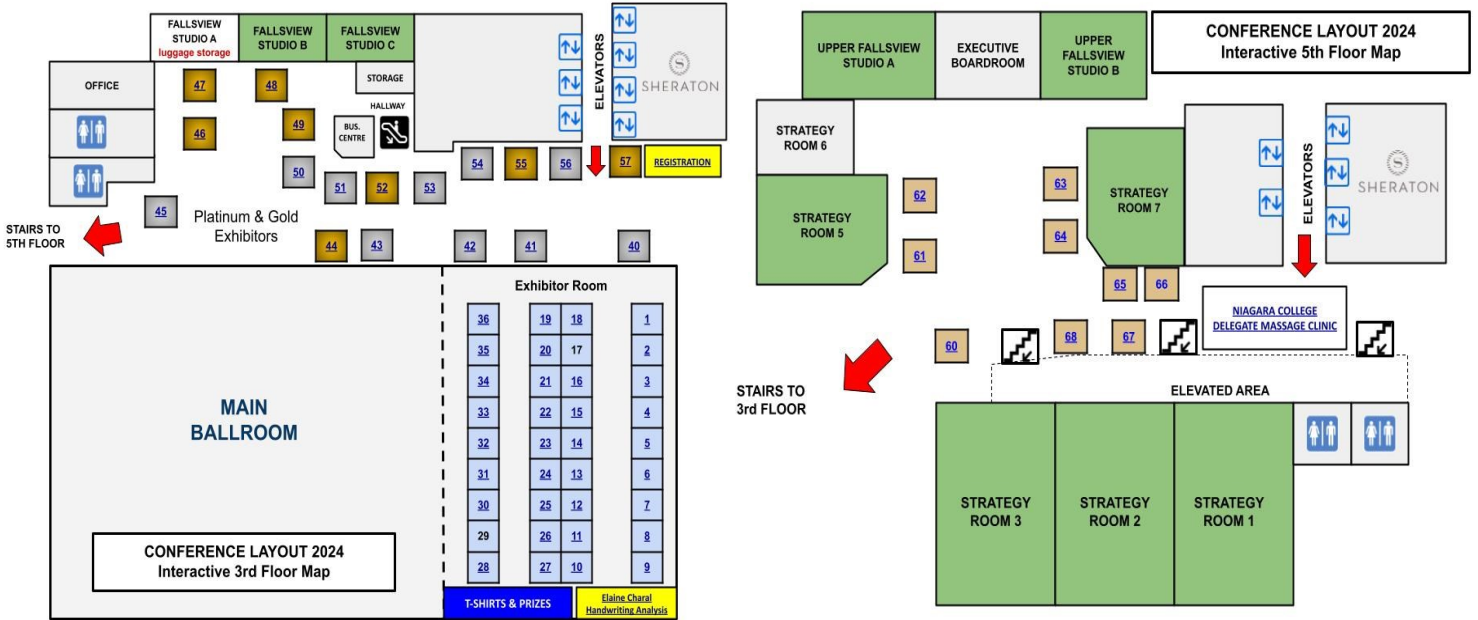 FALLSVIEW
STUDIO A
luggage storage
FALLSVIEW
STUDIO B
FALLSVIEW
STUDIO C
OFFICE
STORAGE
HALLWAY
BUS.
CENTRE
ELEVATORS
S
SHERATON
47
48
46
49
50
51
52
53
54
55
56
57
REGISTRATION
45
Platinum & Gold
Exhibitors
STAIRS TO
5TH FLOOR
44
43
42
41
40
Exhibitor Room
36
19
18
1
35
20
17
2
34
21
16
3
33
22
15
4
32
23
14
5
31
24
13
6
30
25
12
7
29
26
11
8
28
27
10
9
MAIN
BALLROOM
CONFERENCE LAYOUT 2024
Interactive 3rd Floor Map
T-SHIRTS & PRIZES
Elaine Charal
Handwriting Analysis
UPPER FALLSVIEW
STUDIO A
EXECUTIVE
BOARDROOM
UPPER
FALLSVIEW
STUDIO B
CONFERENCE LAYOUT 2024
Interactive 5th Floor Map
STRATEGY
ROOM 6
STRATEGY
ROOM 5
62
61
63
64
STRATEGY
ROOM 7
ELEVATORS
S
SHERATON
65
66
NIAGARA COLLEGE
DELEGATE MASSAGE CLINIC
60
68
67
STAIRS TO
3rd FLOOR
ELEVATED AREA
STRATEGY
ROOM 3
STRATEGY
ROOM 2
STRATEGY
ROOM 1